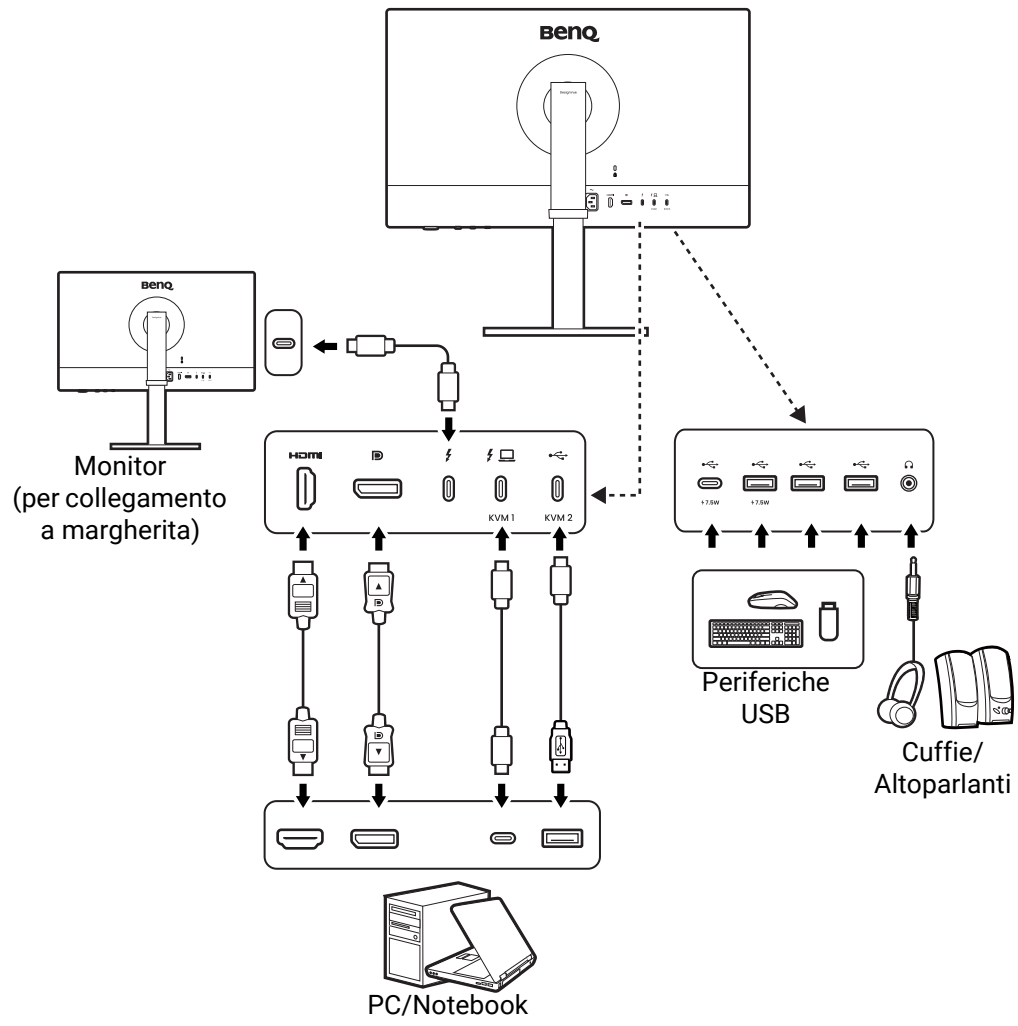 BenQ
BenQ
Monitor
(per collegamento
a margherita)
HDMI
KVM 1
KVM 2
7.5W
7.5W
Periferiche
USB
Cuffie/
Altoparlanti
PC/Notebook